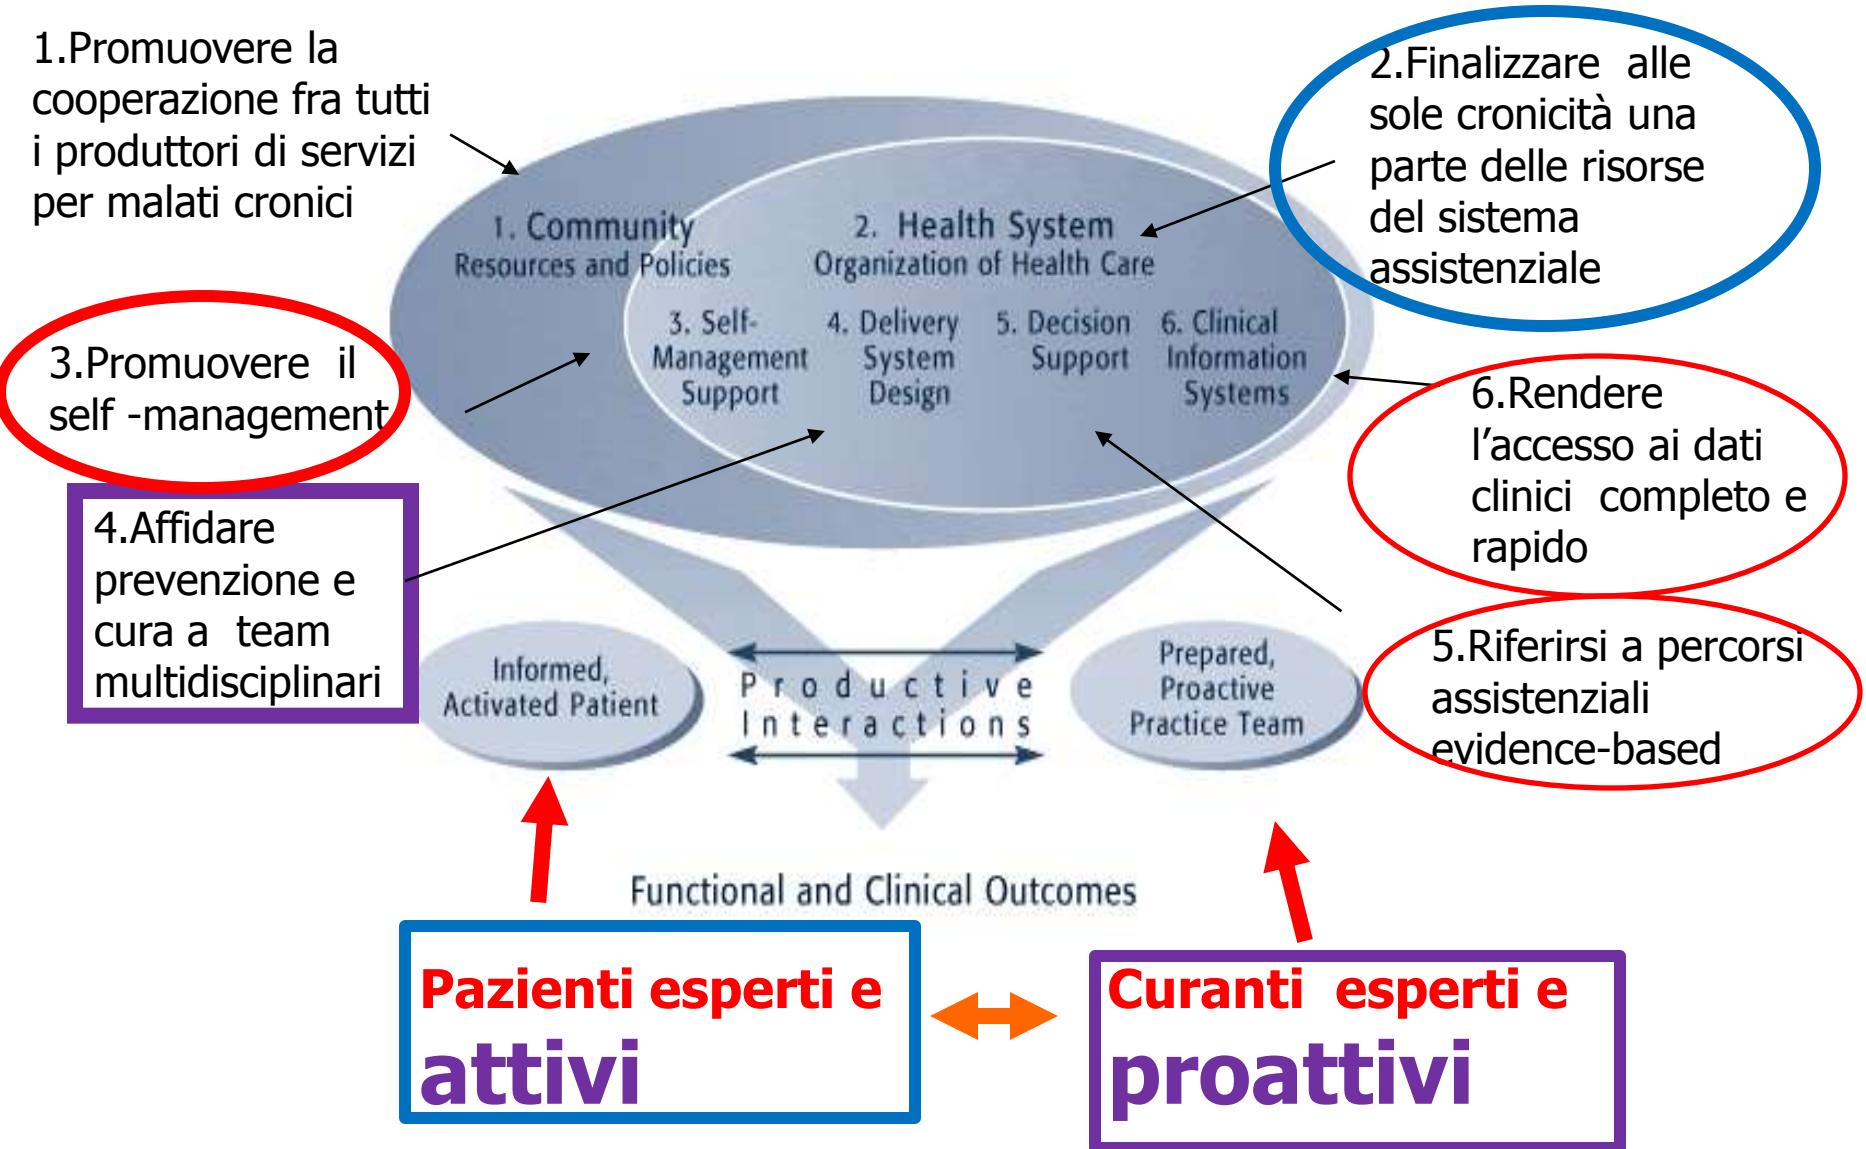 1.Promuovere la
cooperazione fra tutti
i produttori di servizi
per malati cronici
2.Finalizzare alle
sole cronicità una
parte delle risorse
del sistema
assistenziale
1. Community
Resources and Policies
2. Health System
Organization of Health Care
3. Self-
Management
Support
4. Delivery
System
Design
5. Decision
Support
6. Clinical
Information
Systems
3.Promuovere il
self -management
4.Affidare
prevenzione e
cura a team
multidisciplinari
6.Rendere
l’accesso ai dati
clinici completo e
rapido
5.Riferirsi a percorsi
assistenziali
evidence-based
Informed,
Activated Patient
Productive
Interactions
Prepared,
Proactive
Practice Team
Functional and Clinical Outcomes
Pazienti esperti e
attivi
Curanti esperti e
proattivi